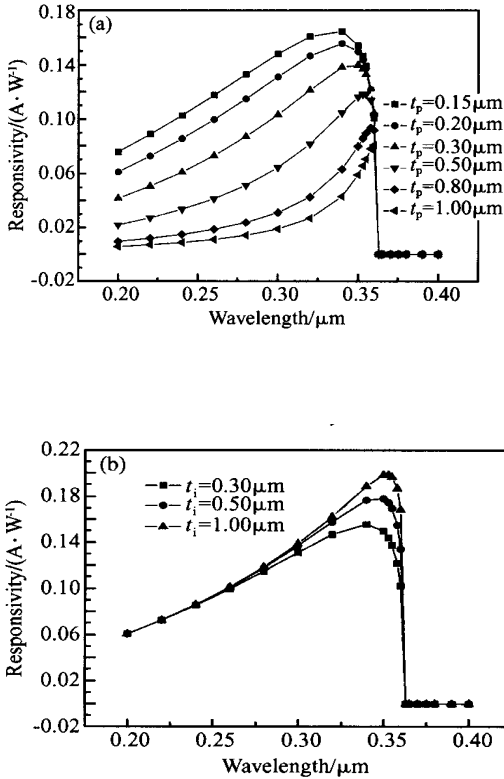 (a)
0.18
0.14
0.10
0.06
0.02
-0.02
Responsivity/(A·W⁻¹)
tₚ=0.15μm
tₚ=0.20μm
tₚ=0.30μm
tₚ=0.50μm
tₚ=0.80μm
tₚ=1.00μm
0.20 0.25 0.30 0.35 0.40
Wavelength/μm
(b)
0.22
0.18
0.14
0.10
0.06
-0.02
Responsivity/(A·W⁻¹)
tᵢ=0.30μm
tᵢ=0.50μm
tᵢ=1.00μm
0.20 0.25 0.30 0.35 0.40
Wavelength/μm